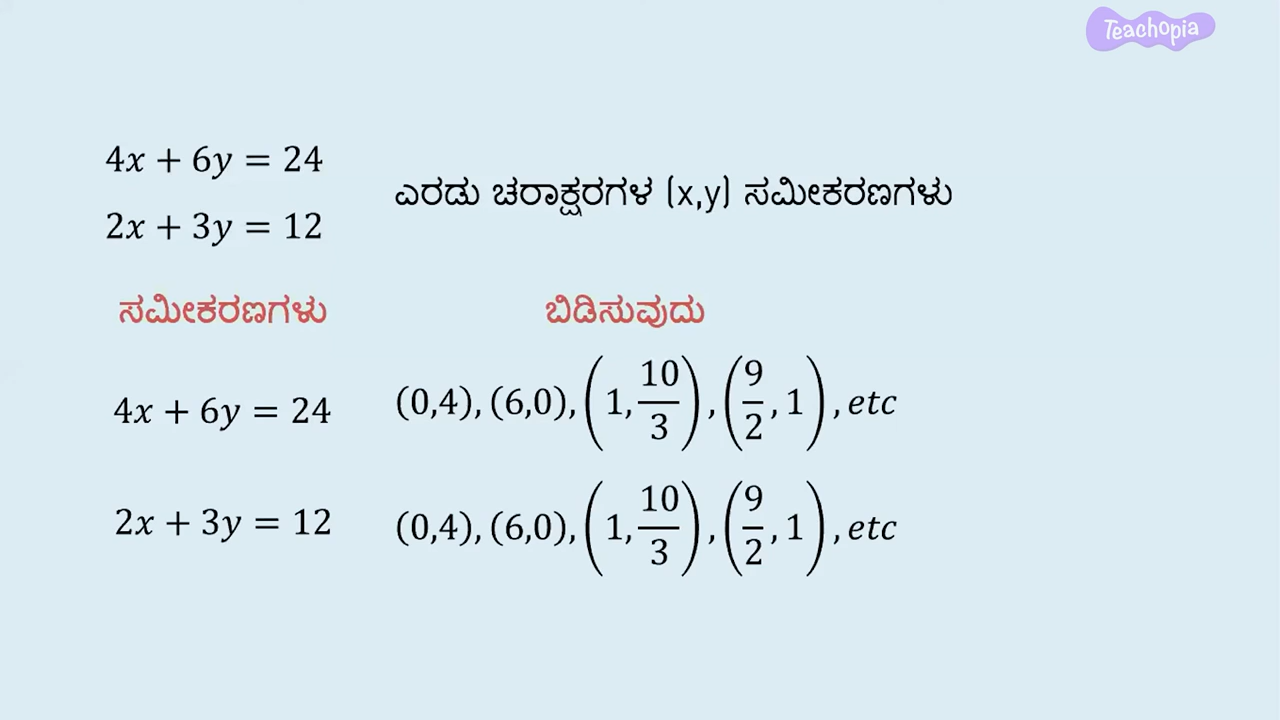 Teachopia
4x + 6y = 24
2x + 3y = 12
ಎರಡು ಚರಾಕ್ಷರಗಳ (x,y) ಸಮೀಕರಣಗಳು
ಸಮೀಕರಣಗಳು ಬಿಡಿಸುವುದು
4x + 6y = 24 (0,4), (6,0), (1, 10/3), (9/2, 1), etc
2x + 3y = 12 (0,4), (6,0), (1, 10/3), (9/2, 1), etc